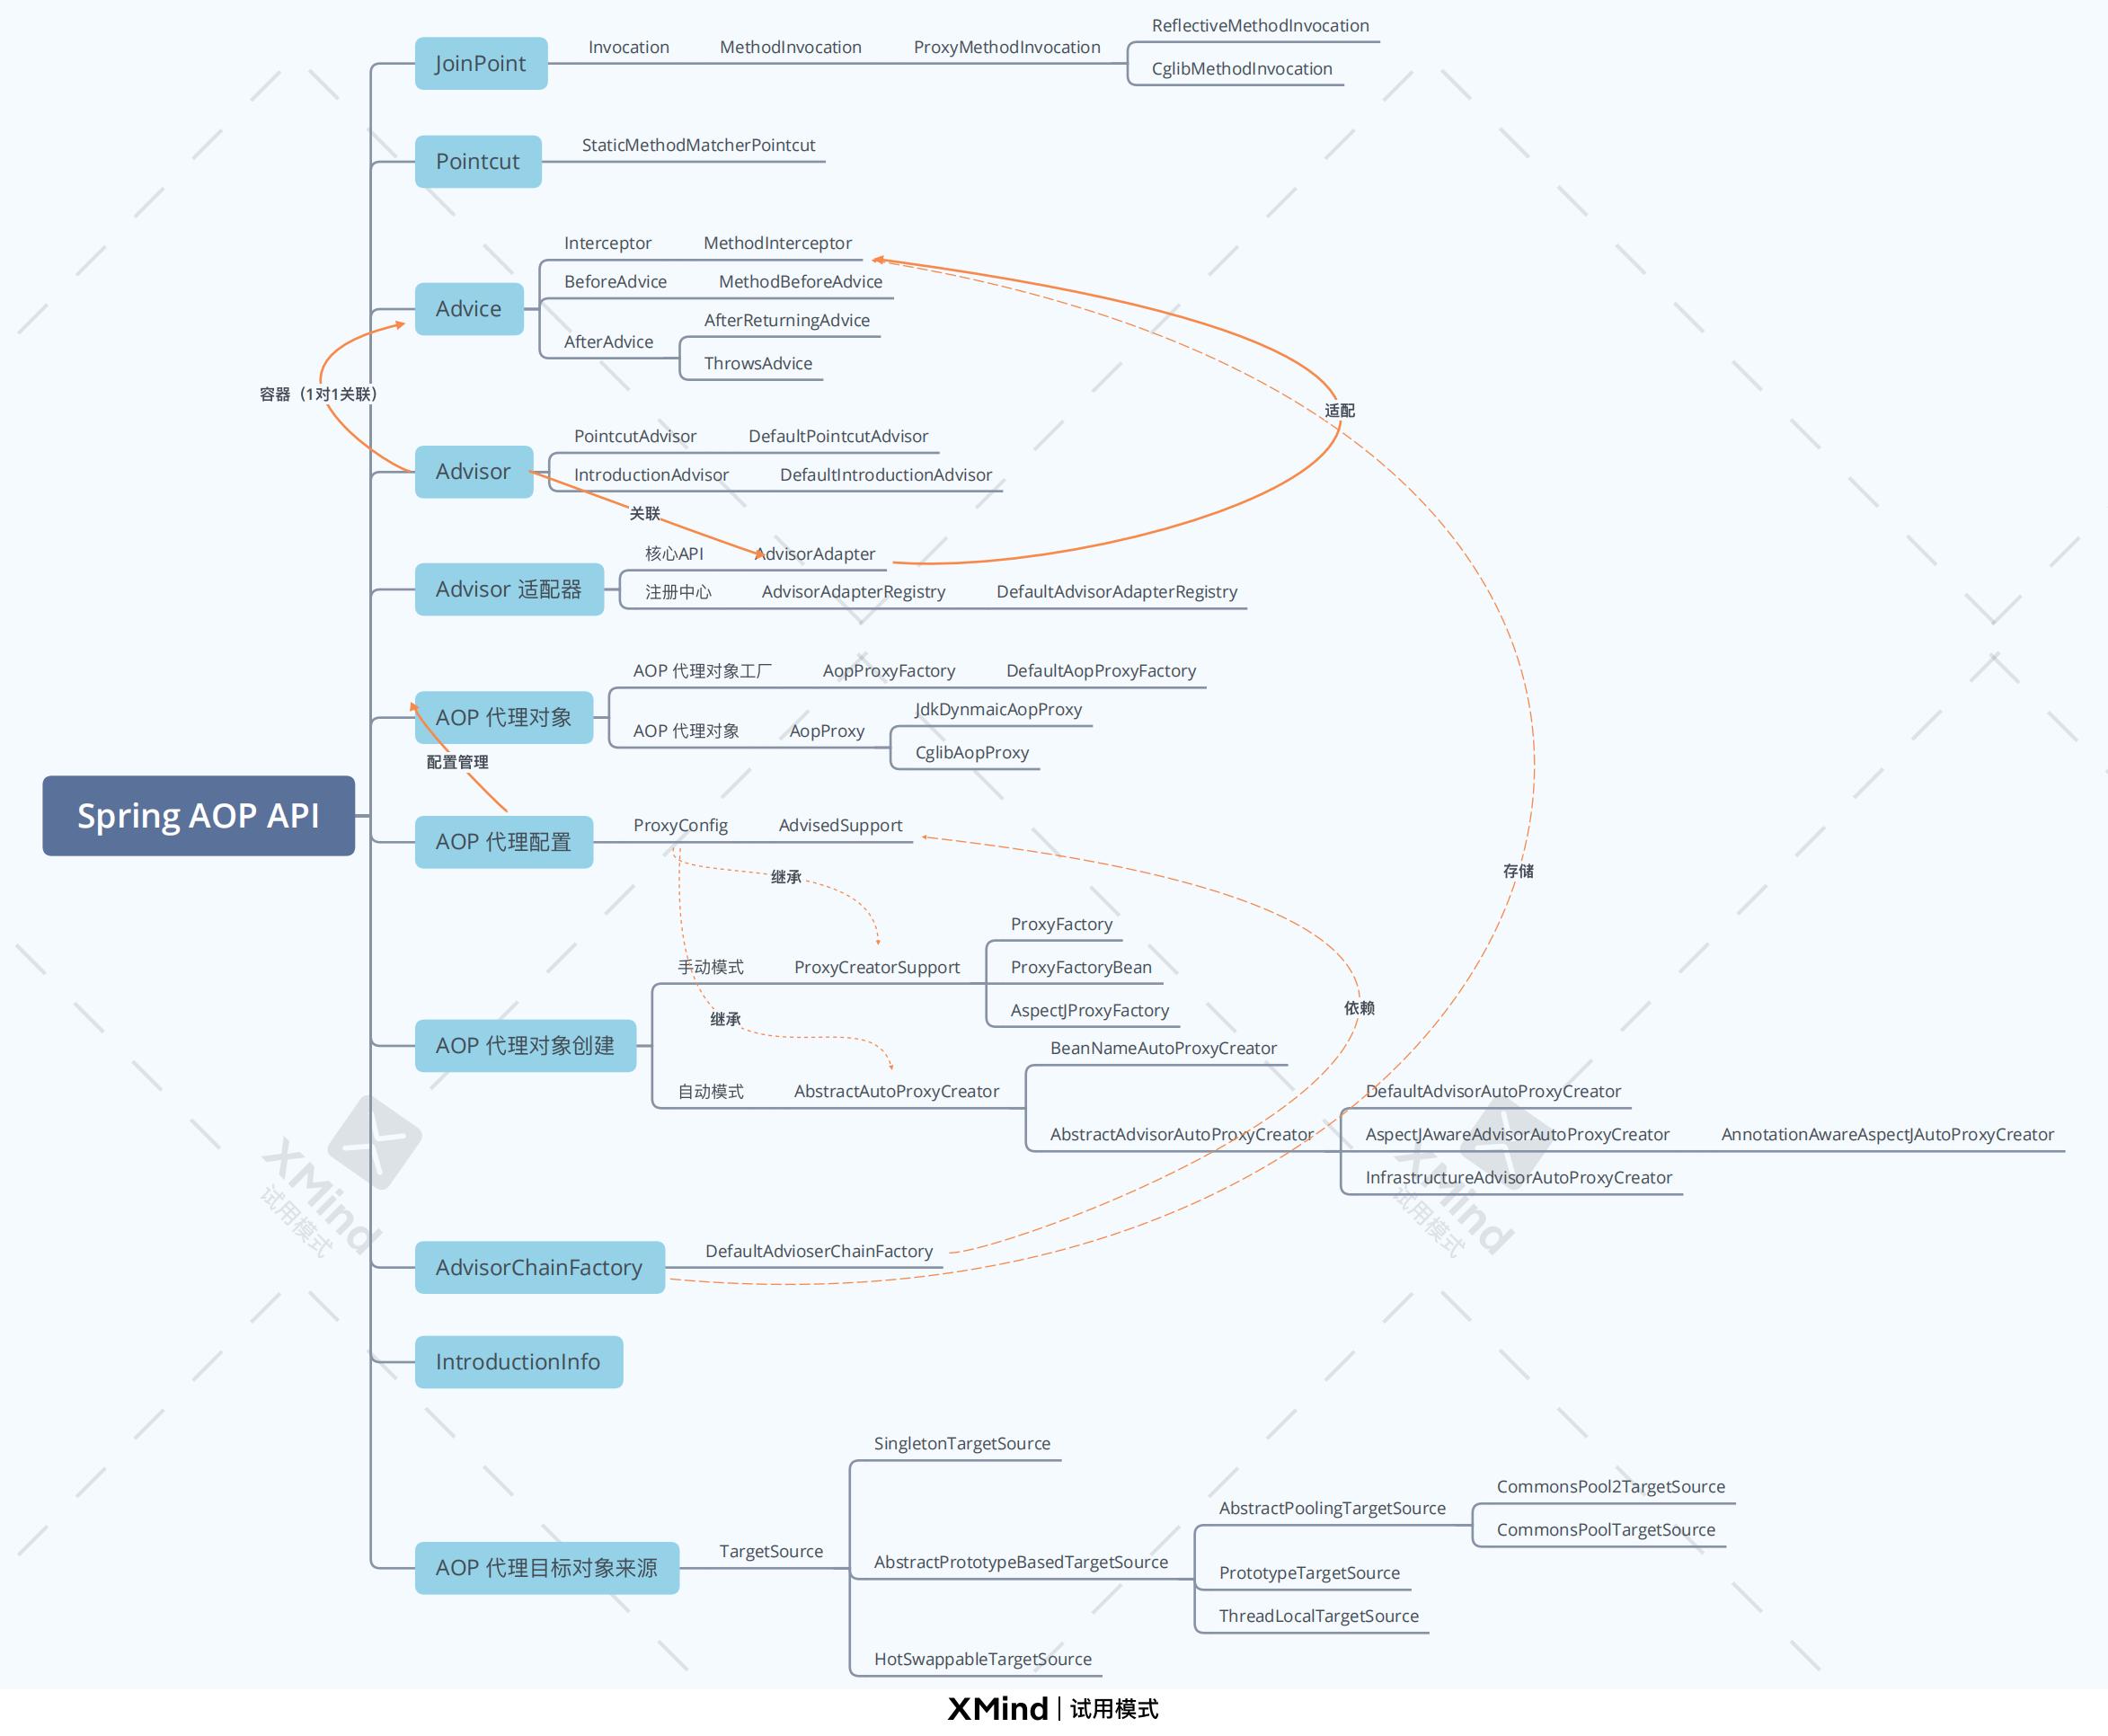 Spring AOP API
JoinPoint
Invocation
MethodInvocation
ProxyMethodInvocation
ReflectiveMethodInvocation
CglibMethodInvocation
Pointcut
StaticMethodMatcherPointcut
Advice
Interceptor
MethodInterceptor
BeforeAdvice
MethodBeforeAdvice
AfterAdvice
AfterReturningAdvice
ThrowsAdvice
容器（1对1关联）
适配
Advisor
PointcutAdvisor
DefaultPointcutAdvisor
IntroductionAdvisor
DefaultIntroductionAdvisor
关联
Advisor 适配器
核心API
AdvisorAdapter
注册中心
AdvisorAdapterRegistry
DefaultAdvisorAdapterRegistry
AOP 代理对象
AOP 代理对象工厂
AopProxyFactory
DefaultAopProxyFactory
AOP 代理对象
AopProxy
JdkDynmaicAopProxy
CglibAopProxy
配置管理
AOP 代理配置
ProxyConfig
AdvisedSupport
继承
存储
AOP 代理对象创建
手动模式
ProxyCreatorSupport
ProxyFactory
ProxyFactoryBean
AspectJProxyFactory
继承
依赖
自动模式
AbstractAutoProxyCreator
BeanNameAutoProxyCreator
AbstractAdvisorAutoProxyCreator
DefaultAdvisorAutoProxyCreator
AspectJAwareAdvisorAutoProxyCreator
AnnotationAwareAspectJAutoProxyCreator
InfrastructureAdvisorAutoProxyCreator
XMind
试用模式
XMind
试用模式
AdvisorChainFactory
DefaultAdvioserChainFactory
IntroductionInfo
AOP 代理目标对象来源
TargetSource
SingletonTargetSource
AbstractPrototypeBasedTargetSource
AbstractPoolingTargetSource
CommonsPool2TargetSource
CommonsPoolTargetSource
PrototypeTargetSource
ThreadLocalTargetSource
HotSwappableTargetSource
XMind | 试用模式